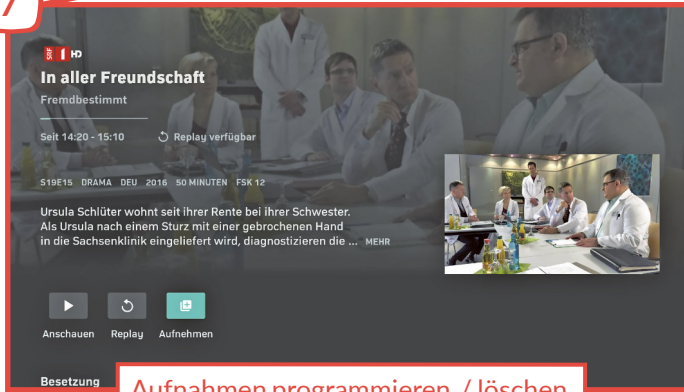 7
SRF 1 HD
In aller Freundschaft
Fremdbestimmt
Seit 14:20 - 15:10 Replay verfügbar
S19E15 DRAMA DEU 2016 50 MINUTEN FSK 12
Ursula Schlüter wohnt seit ihrer Rente bei ihrer Schwester.
Als Ursula nach einem Sturz mit einer gebrochenen Hand
in die Sachsenklinik eingeliefert wird, diagnostizieren die ... MEHR
Anschauen Replay Aufnehmen
Besetzung
Aufnahmen programmieren / löschen